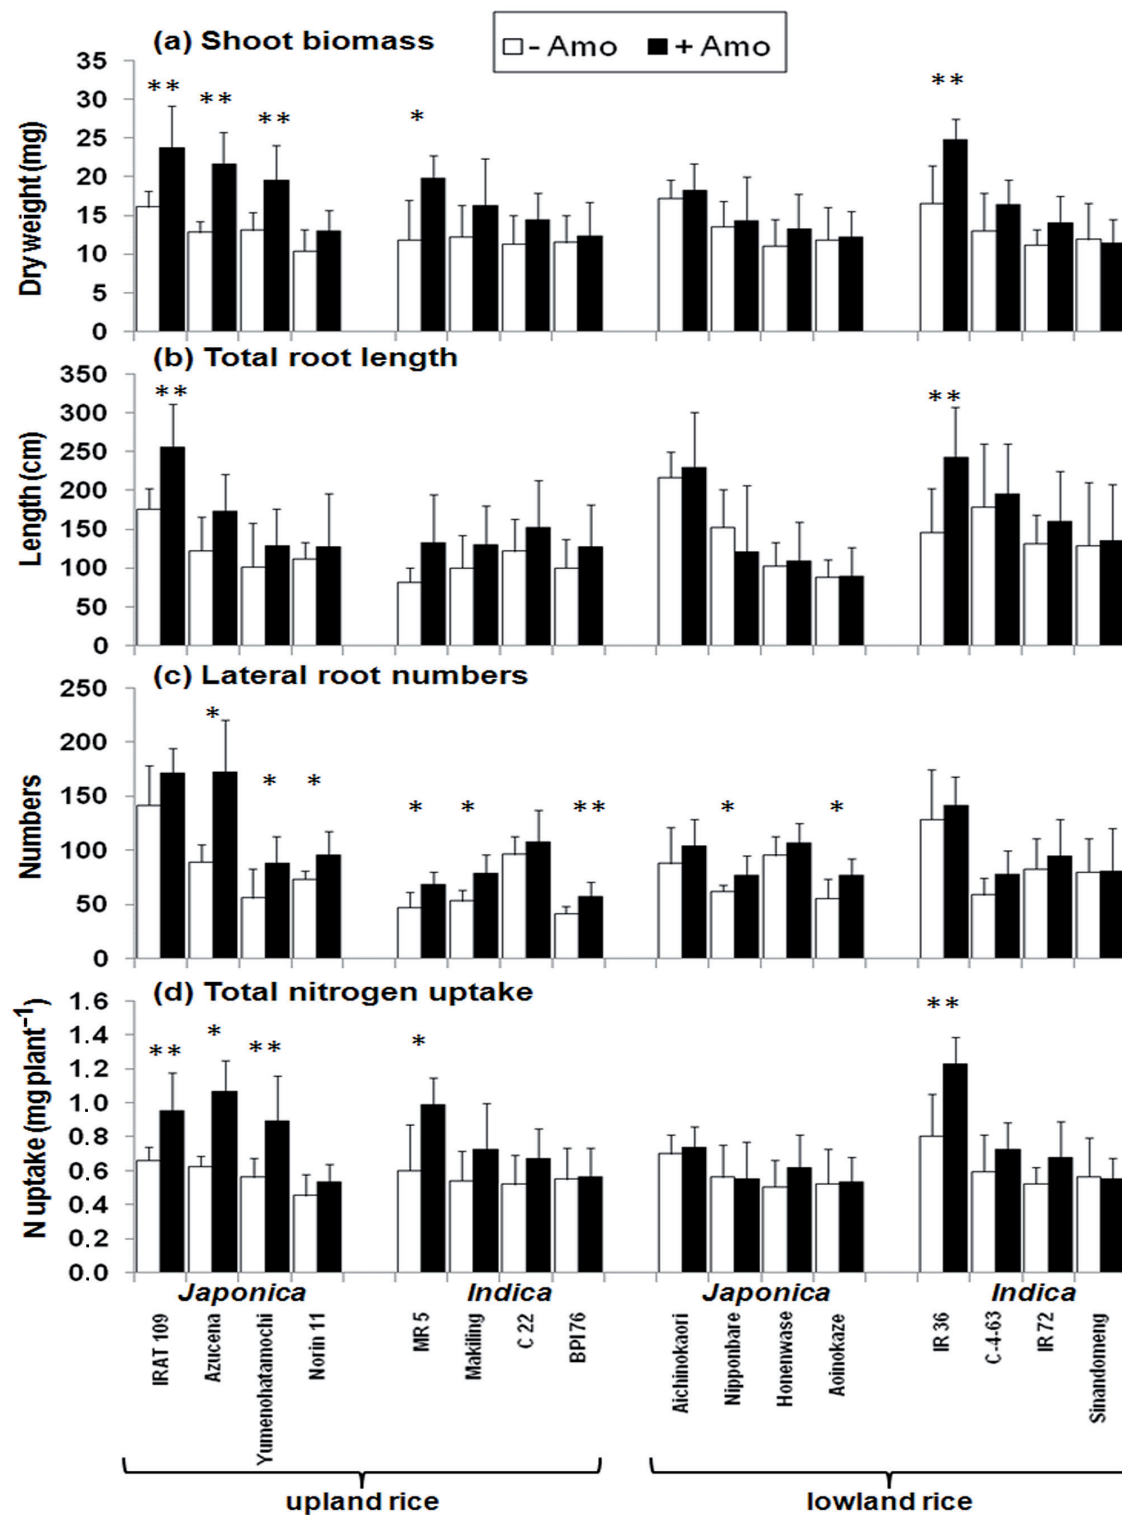 (a) Shoot biomass
- Amo + Amo
Dry weight (mg)
35
30
25
20
15
10
5
0
** ** ** * **
(b) Total root length
Length (cm)
350
300
250
200
150
100
50
0
** **
(c) Lateral root numbers
Numbers
250
200
150
100
50
0
* * * * * ** * *
(d) Total nitrogen uptake
N uptake (mg plant⁻¹)
1.6
1.4
1.2
1.0
0.8
0.6
0.4
0.2
0.0
** * ** * **
Japonica Indica Japonica Indica
IRAT 109
Azucena
Yumenohatamochi
Norin 11
MR 5
Makiling
C 22
BPI76
Aichinokaori
Nipponbare
Honenwase
Aoinokaze
IR 36
C-4-63
IR 72
Sinandomeng
upland rice lowland rice